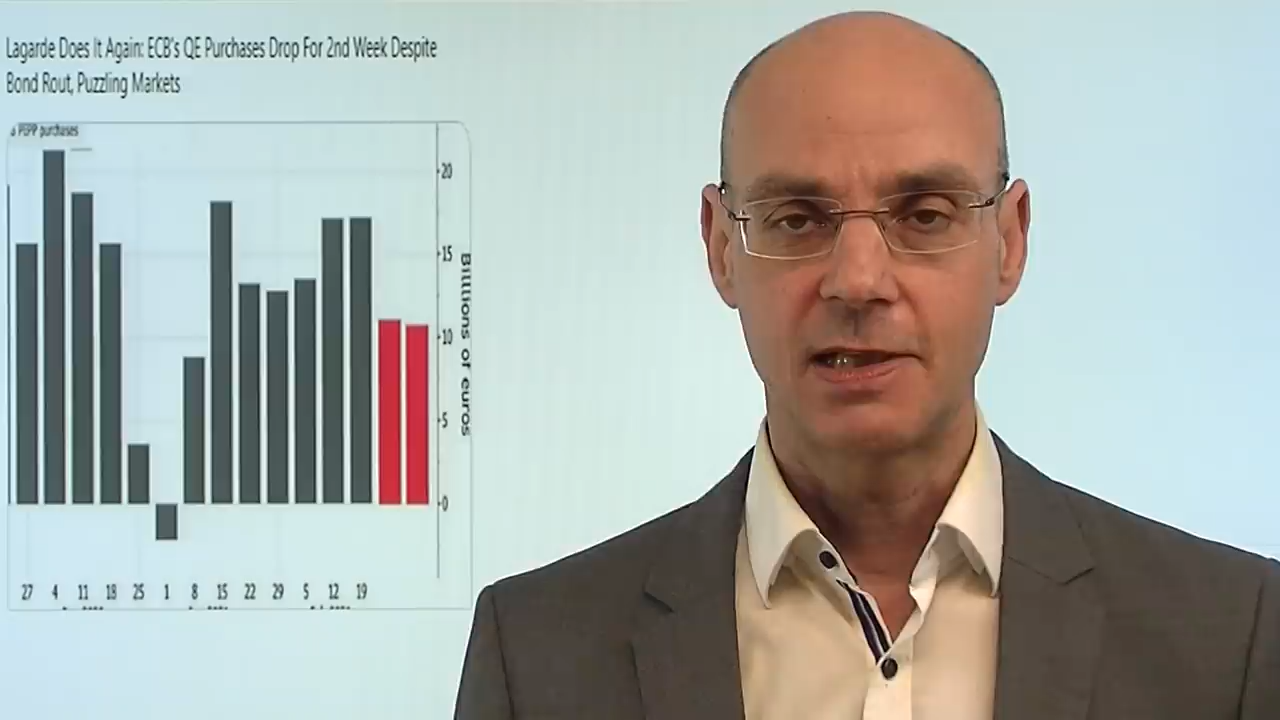 Lagarde Does It Again: ECB's QE Purchases Drop For 2nd Week Despite
Bond Rout, Puzzling Markets
PEPP purchases
20
15
10
5
0
Billlions of euros
27 4 11 18 25 1 8 15 22 29 5 12 19